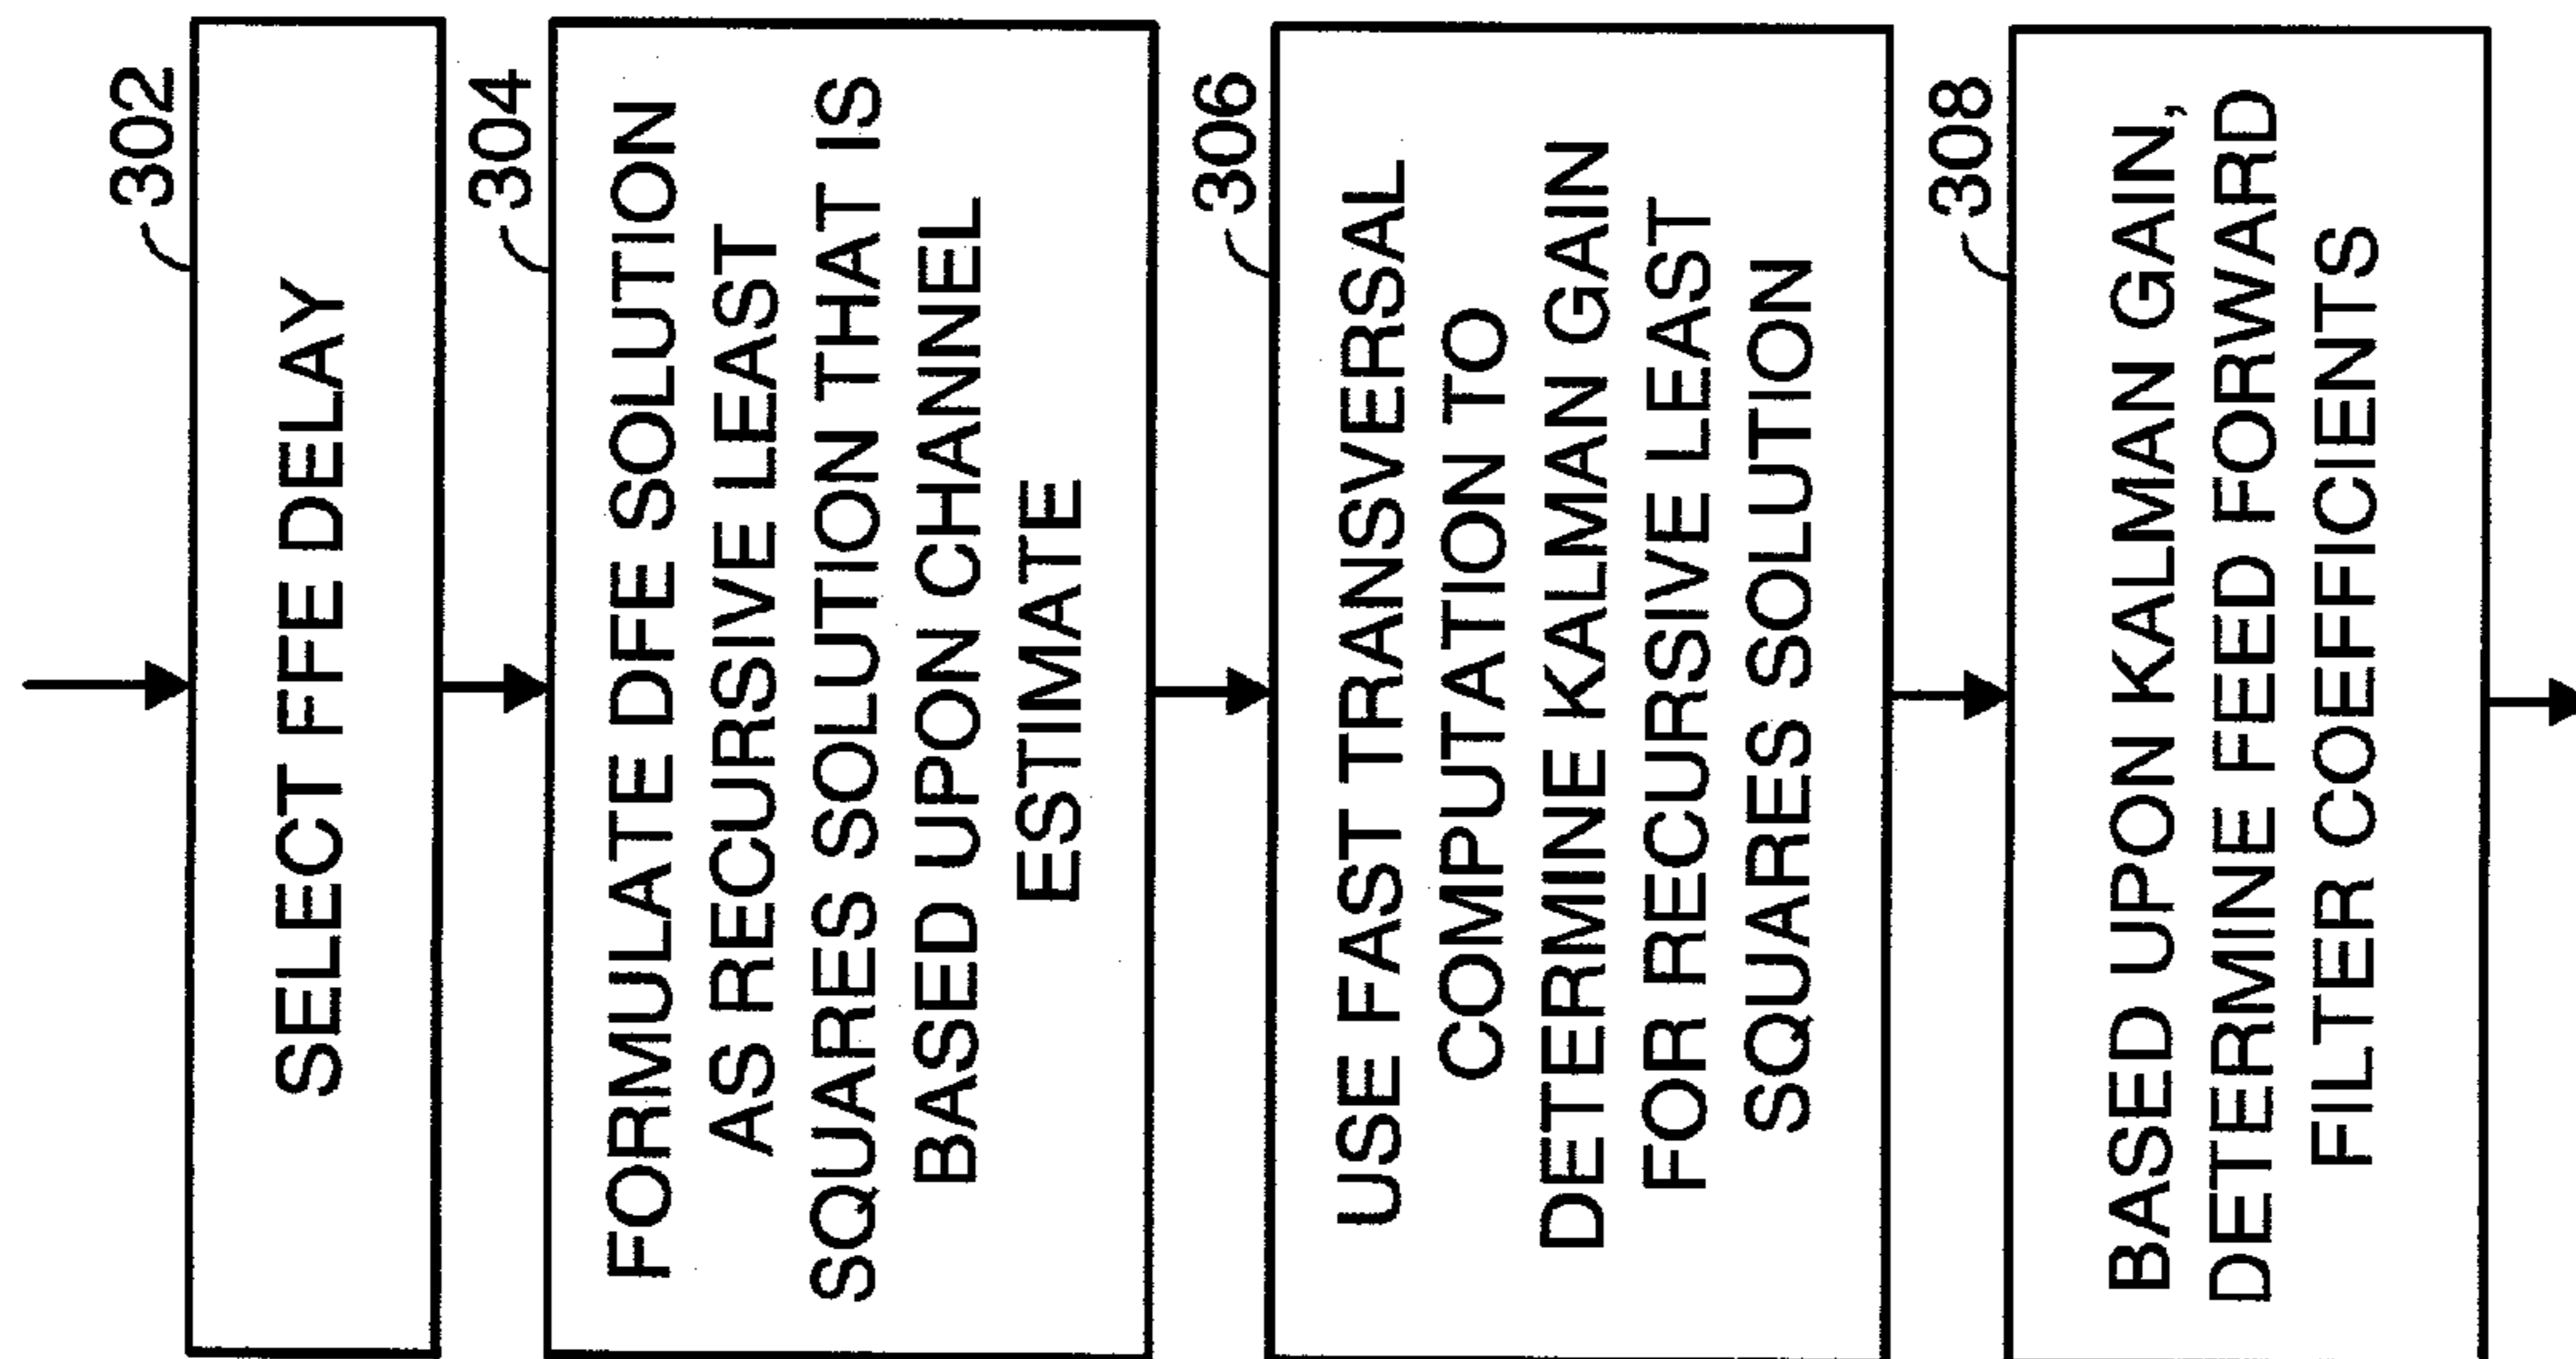 302
SELECT FFE DELAY
304
FORMULATE DFE SOLUTION
AS RECURSIVE LEAST
SQUARES SOLUTION THAT IS
BASED UPON CHANNEL
ESTIMATE
306
USE FAST TRANSVERSAL
COMPUTATION TO
DETERMINE KALMAN GAIN
FOR RECURSIVE LEAST
SQUARES SOLUTION
308
BASED UPON KALMAN GAIN,
DETERMINE FEED FORWARD
FILTER COEFFICIENTS